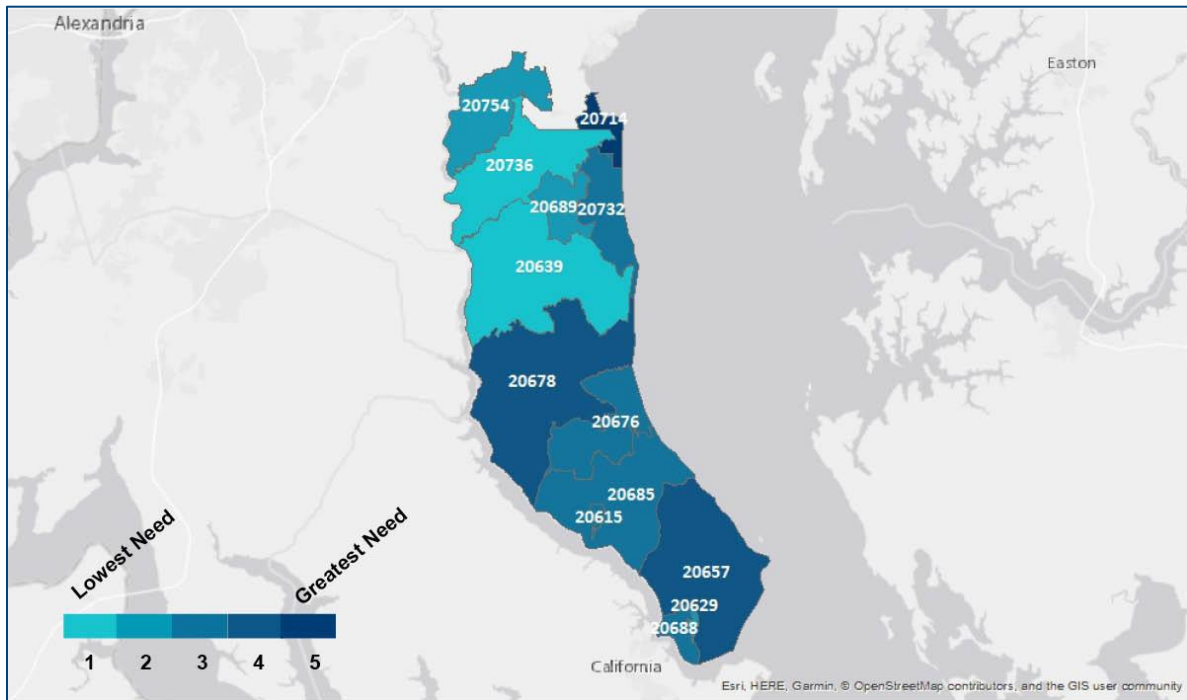 Alexandria
Easton
20754
20714
20736
20689
20732
20639
20678
20676
20685
20615
20657
20629
20688
Lowest Need
Greatest Need
1 2 3 4 5
California
Esri, HERE, Garmin, © OpenStreetMap contributors, and the GIS user community